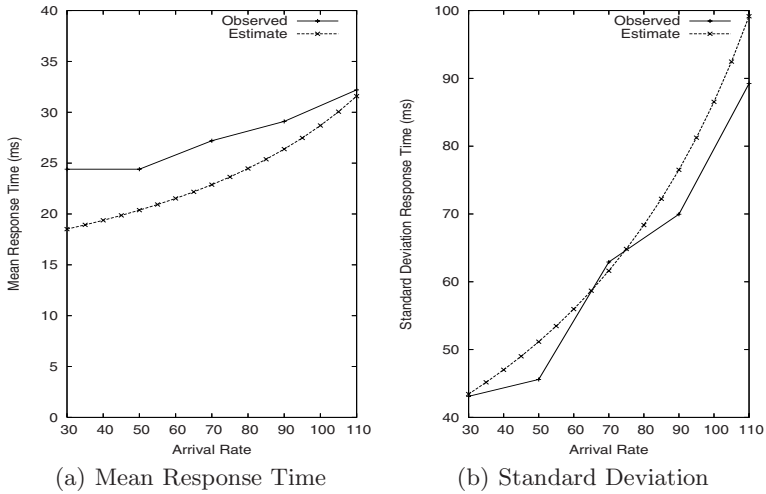 40
35
30
25
20
15
10
5
0
30 40 50 60 70 80 90 100 110
Mean Response Time (ms)
Arrival Rate
Observed
Estimate
(a) Mean Response Time
100
90
80
70
60
50
40
30 40 50 60 70 80 90 100 110
Standard Deviation Response Time (ms)
Arrival Rate
Observed
Estimate
(b) Standard Deviation